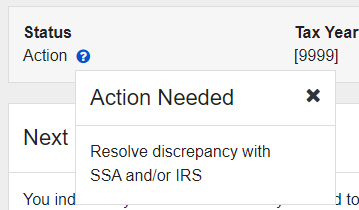 Status
Tax Year
Action
[9999]
Action Needed
Next
Resolve discrepancy with
SSA and/or IRS
You ind
to